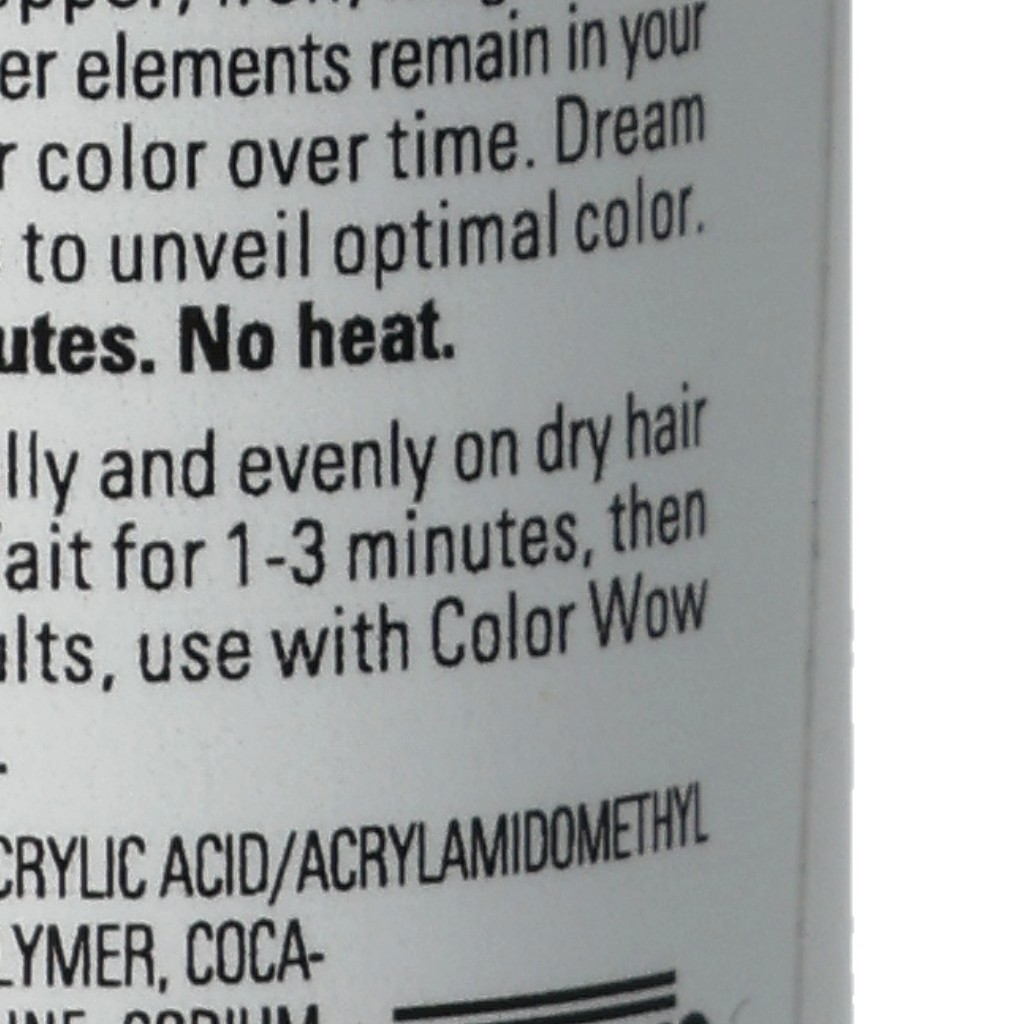 er elements remain in your
r color over time. Dream
to unveil optimal color.
utes. No heat.
lly and evenly on dry hair
ait for 1-3 minutes, then
ults, use with Color Wow
.
CRYLIC ACID/ACRYLAMIDOMETHYL
LYMER, COCA-